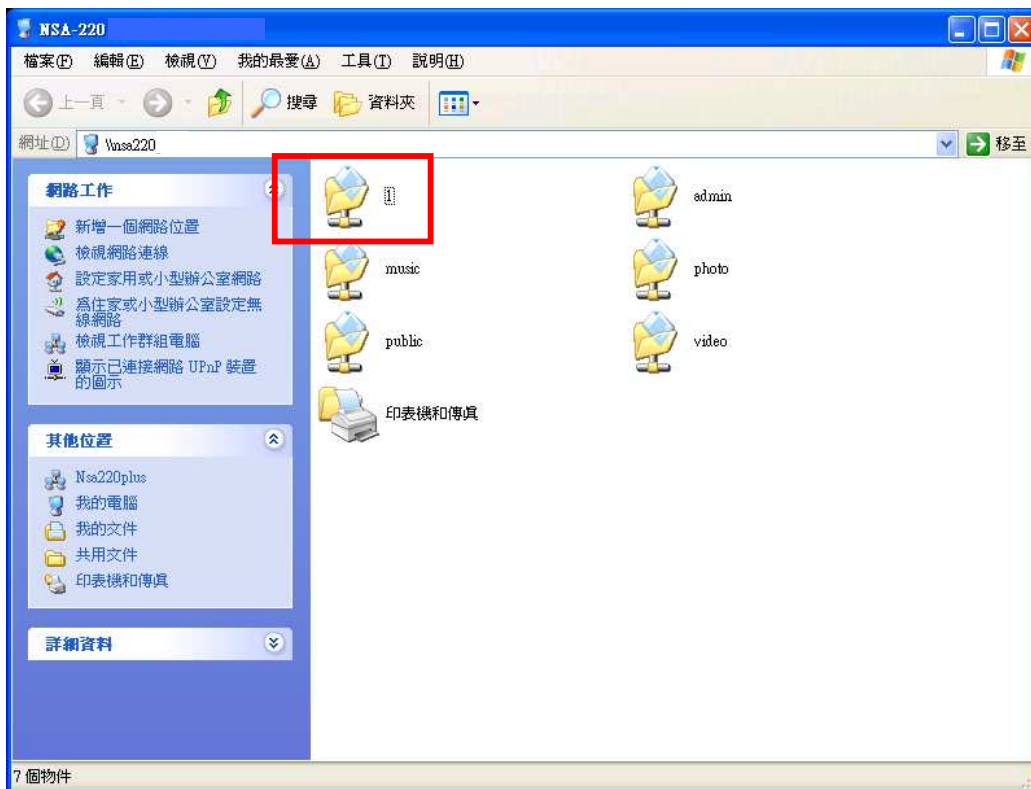 NSA-220
檔案(F) 編輯(E) 檢視(V) 我的最愛(A) 工具(T) 說明(H)
上一頁 搜尋 資料夾
網址(D) \\nsa220 移至
網路工作
新增一個網路位置
檢視網路連線
設定家用或小型辦公室網路
為住家或小型辦公室設定無
線網路
檢視工作群組電腦
顯示已連接網路 UPnP 裝置
的圖示
其他位置
Nsa220plus
我的電腦
我的文件
共用文件
印表機和傳真
詳細資料
1 admin
music photo
public video
印表機和傳真
7 個物件